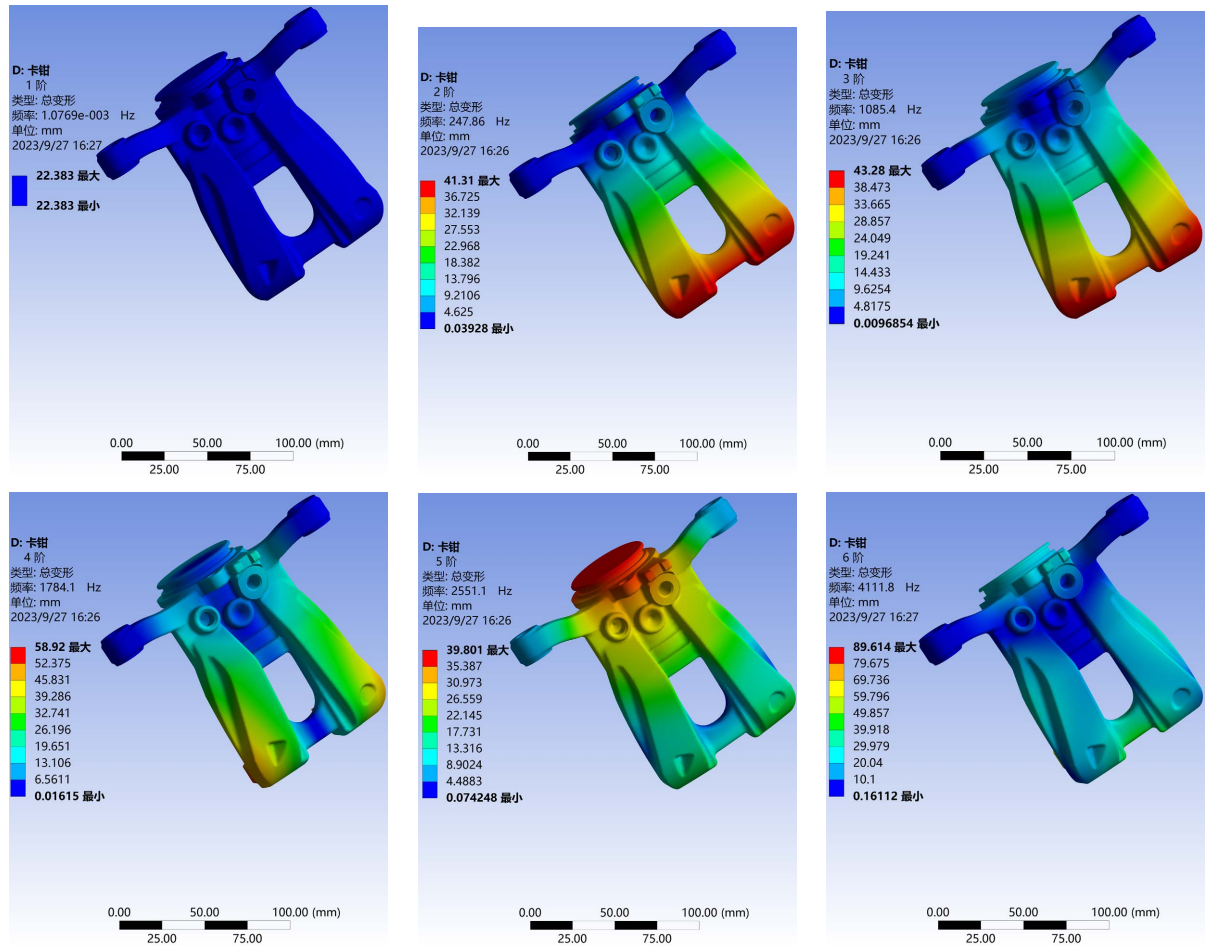 D: 卡钳
1 阶
类型: 总变形
频率: 1.0769e-003 Hz
单位: mm
2023/9/27 16:27
22.383 最大
22.383 最小
0.00 50.00 100.00 (mm)
25.00 75.00
D: 卡钳
2 阶
类型: 总变形
频率: 247.86 Hz
单位: mm
2023/9/27 16:26
41.31 最大
36.725
32.139
27.553
22.968
18.382
13.796
9.2106
4.625
0.03928 最小
0.00 50.00 100.00 (mm)
25.00 75.00
D: 卡钳
3 阶
类型: 总变形
频率: 1085.4 Hz
单位: mm
2023/9/27 16:26
43.28 最大
38.473
33.665
28.857
24.049
19.241
14.433
9.6254
4.8175
0.0096854 最小
0.00 50.00 100.00 (mm)
25.00 75.00
D: 卡钳
4 阶
类型: 总变形
频率: 1784.1 Hz
单位: mm
2023/9/27 16:26
58.92 最大
52.375
45.831
39.286
32.741
26.196
19.651
13.106
6.5611
0.01615 最小
0.00 50.00 100.00 (mm)
25.00 75.00
D: 卡钳
5 阶
类型: 总变形
频率: 2551.1 Hz
单位: mm
2023/9/27 16:26
39.801 最大
35.387
30.973
26.559
22.145
17.731
13.316
8.9024
4.4883
0.074248 最小
0.00 50.00 100.00 (mm)
25.00 75.00
D: 卡钳
6 阶
类型: 总变形
频率: 4111.8 Hz
单位: mm
2023/9/27 16:27
89.614 最大
79.675
69.736
59.796
49.857
39.918
29.979
20.04
10.1
0.16112 最小
0.00 50.00 100.00 (mm)
25.00 75.00